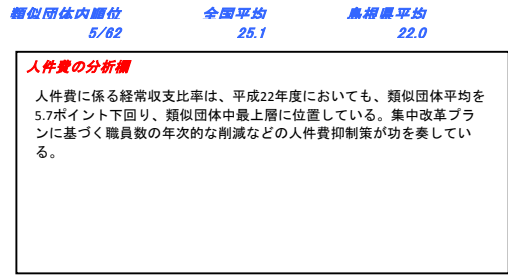 類似団体内順位 全国平均 島根県平均
5/62 25.1 22.0
人件費の分析欄
人件費に係る経常収支比率は、平成22年度においても、類似団体平均を
5.7ポイント下回り、類似団体中最上層に位置している。集中改革プラ
ンに基づく職員数の年次的な削減などの人件費抑制策が功を奏してい
る。